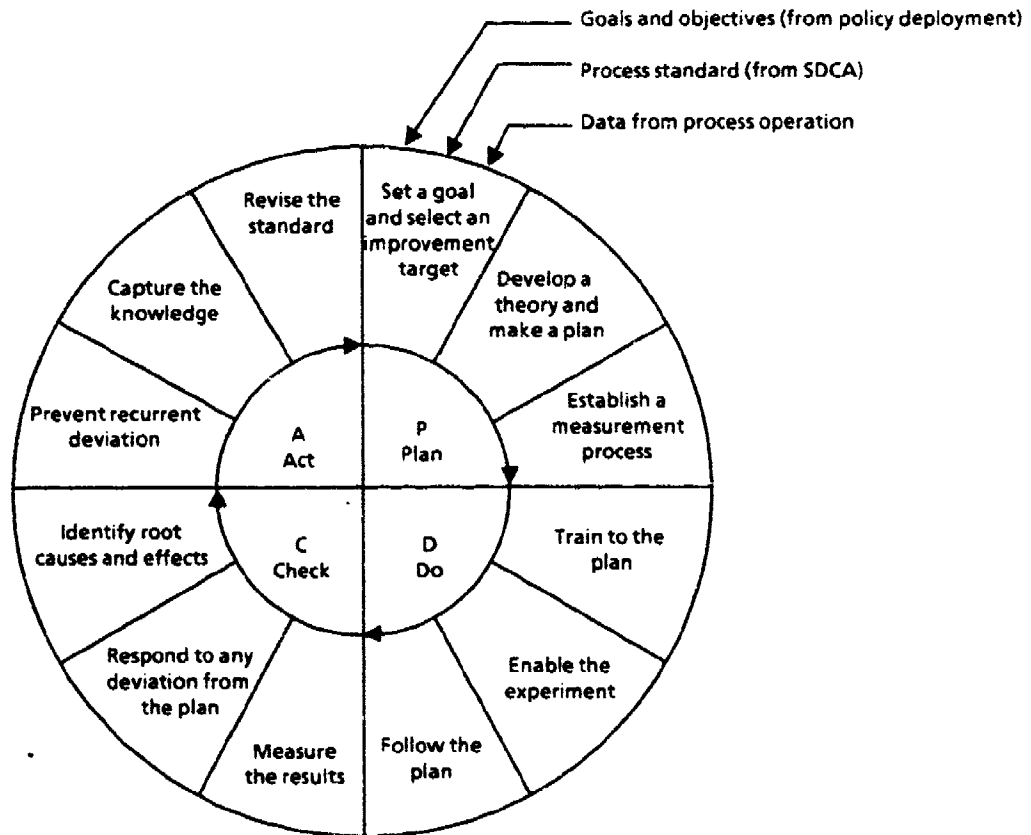 Goals and objectives (from policy deployment)
Process standard (from SDCA)
Data from process operation
Set a goal
and select an
improvement
target
Develop a
theory and
make a plan
Establish a
measurement
process
Train to the
plan
Enable the
experiment
Follow the
plan
Measure
the results
Respond to any
deviation from
the plan
Identify root
causes and effects
Prevent recurrent
deviation
Capture the
knowledge
Revise the
standard
P
Plan
D
Do
C
Check
A
Act